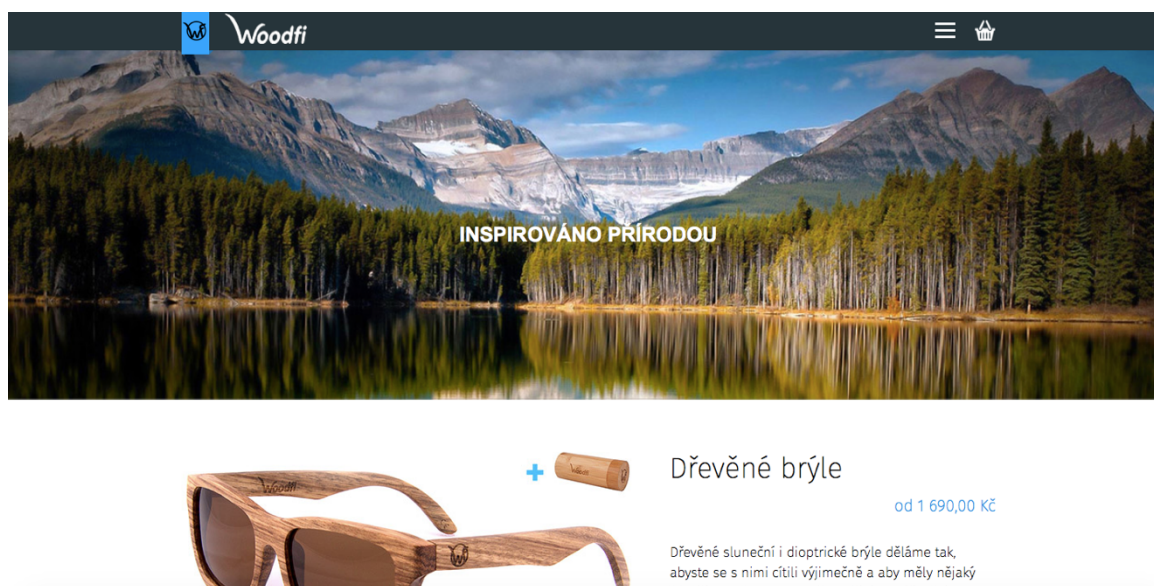 Woodfi
INSPIROVÁNO PŘÍRODOU
Woodfi
Woodfi
Dřevěné brýle
od 1 690,00 Kč
Dřevěné sluneční i dioptrické brýle děláme tak,
abyste se s nimi cítili výjimečně a aby měly nějaký